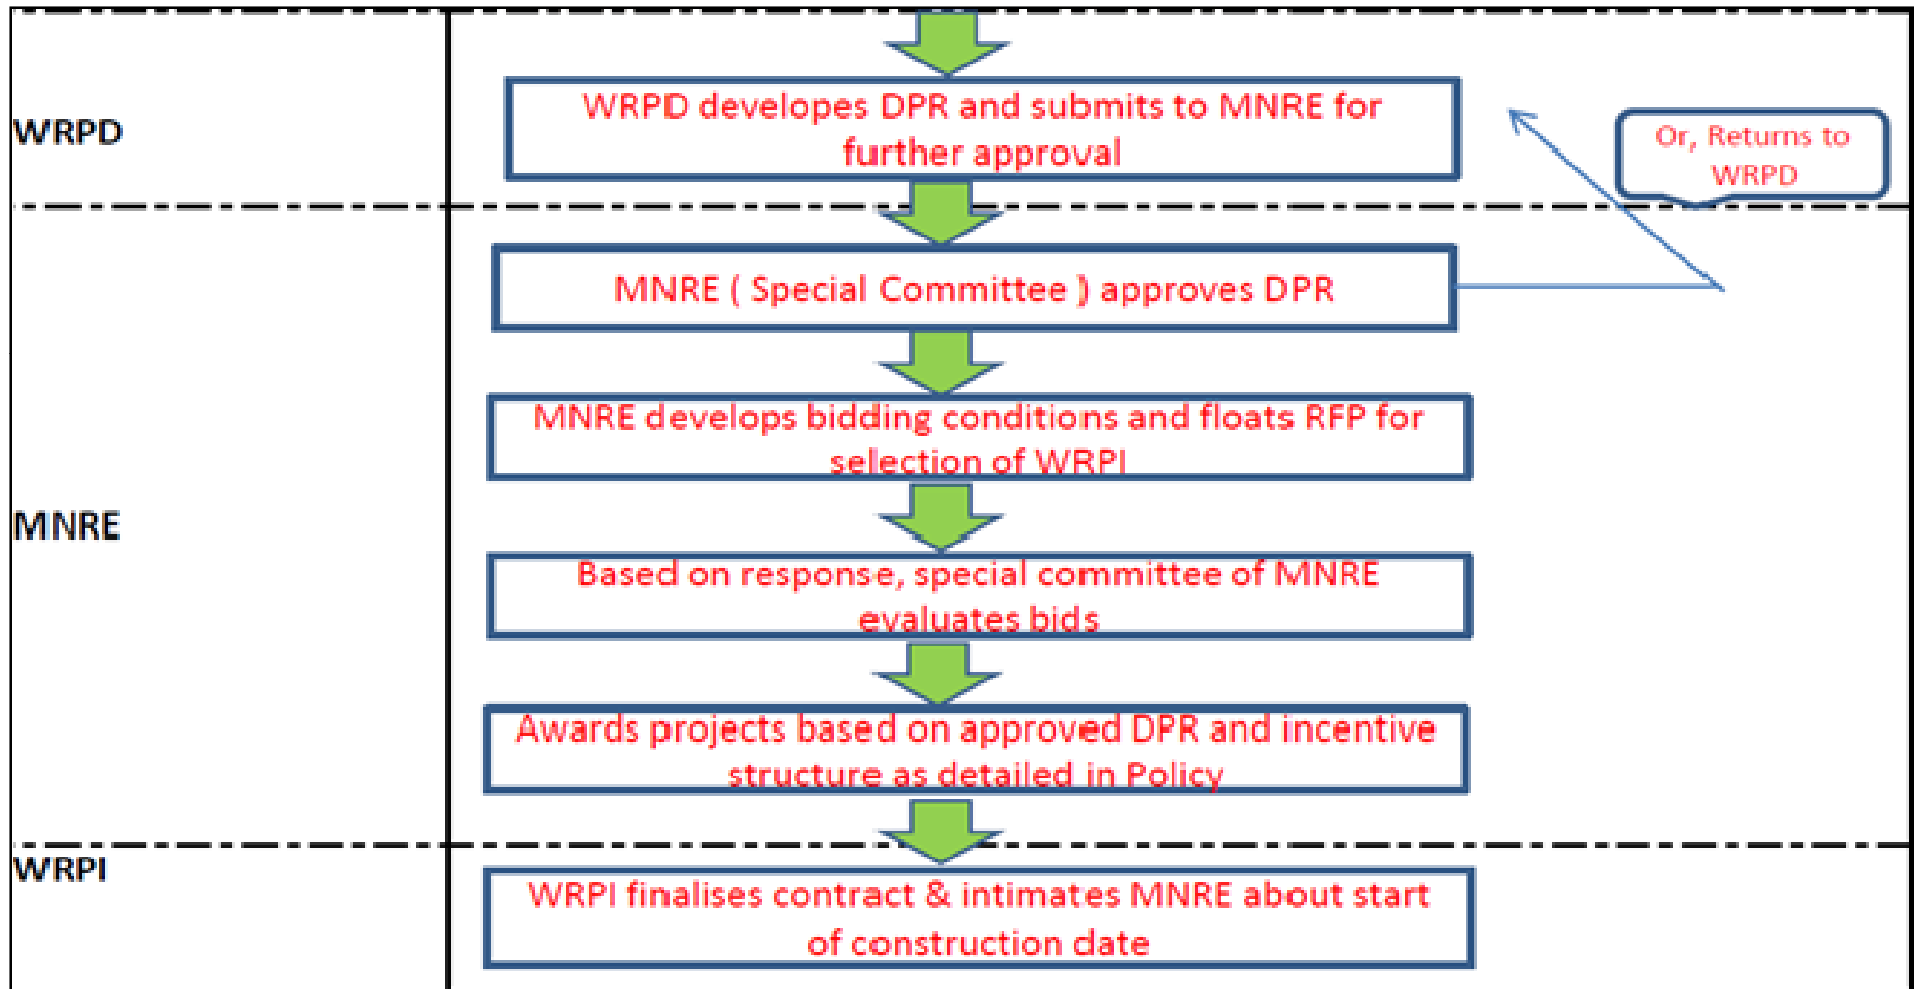 WRPD
WRPD developes DPR and submits to MNRE for
further approval
Or, Returns to
WRPD
MNRE ( Special Committee ) approves DPR
MNRE develops bidding conditions and floats RFP for
selection of WRPI
MNRE
Based on response, special committee of MNRE
evaluates bids
Awards projects based on approved DPR and incentive
structure as detailed in Policy
WRPI
WRPI finalises contract & intimates MNRE about start
of construction date